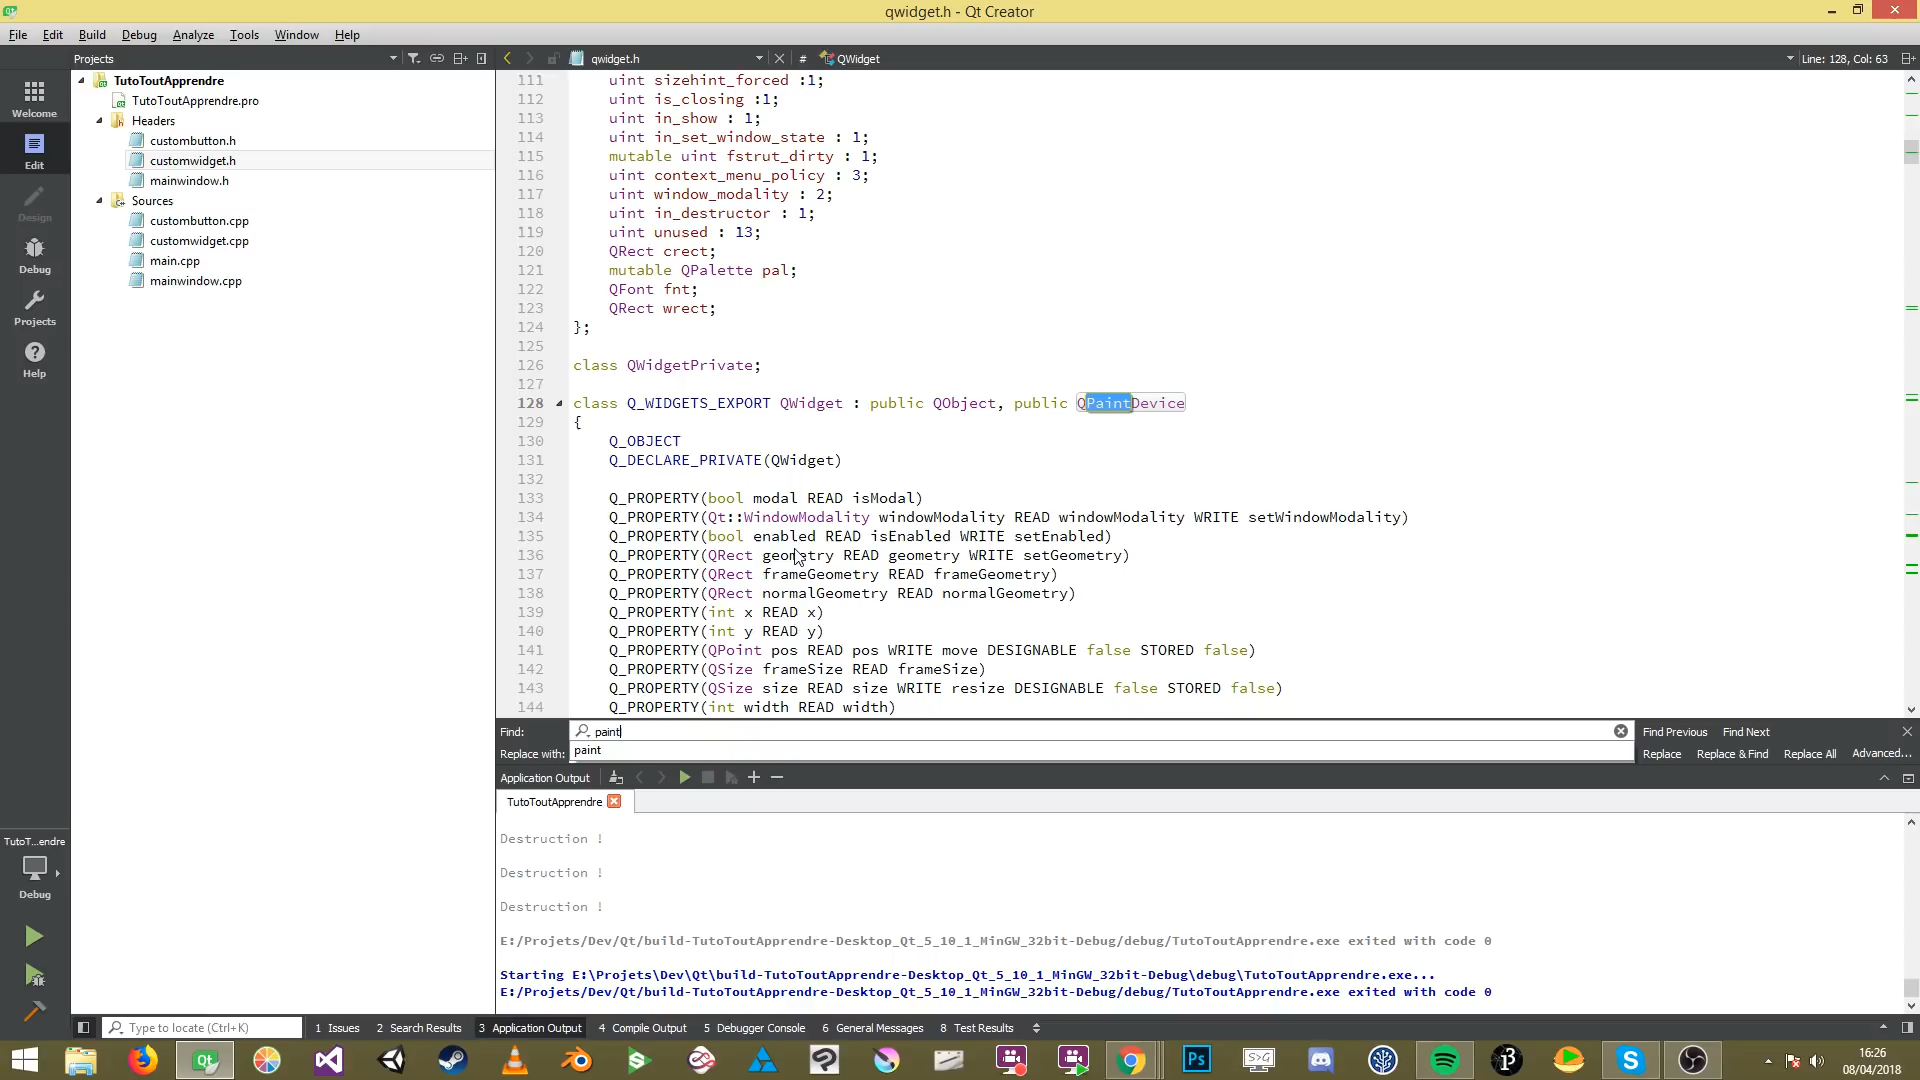 qwidget.h - Qt Creator
File Edit Build Debug Analyze Tools Window Help
Projects
qwidget.h
#
QWidget
Line: 128, Col: 63
Welcome
Edit
Design
Debug
Projects
Help
TutoToutApprendre
TutoToutApprendre.pro
Headers
custombutton.h
customwidget.h
mainwindow.h
Sources
custombutton.cpp
customwidget.cpp
main.cpp
mainwindow.cpp
111 uint sizehint_forced :1;
112 uint is_closing :1;
113 uint in_show : 1;
114 uint in_set_window_state : 1;
115 mutable uint fstrut_dirty : 1;
116 uint context_menu_policy : 3;
117 uint window_modality : 2;
118 uint in_destructor : 1;
119 uint unused : 13;
120 QRect crect;
121 mutable QPalette pal;
122 QFont fnt;
123 QRect wrect;
124 };
125
126 class QWidgetPrivate;
127
128 class Q_WIDGETS_EXPORT QWidget : public QObject, public QPaintDevice
129 {
130 Q_OBJECT
131 Q_DECLARE_PRIVATE(QWidget)
132
133 Q_PROPERTY(bool modal READ isModal)
134 Q_PROPERTY(Qt::WindowModality windowModality READ windowModality WRITE setWindowModality)
135 Q_PROPERTY(bool enabled READ isEnabled WRITE setEnabled)
136 Q_PROPERTY(QRect geometry READ geometry WRITE setGeometry)
137 Q_PROPERTY(QRect frameGeometry READ frameGeometry)
138 Q_PROPERTY(QRect normalGeometry READ normalGeometry)
139 Q_PROPERTY(int x READ x)
140 Q_PROPERTY(int y READ y)
141 Q_PROPERTY(QPoint pos READ pos WRITE move DESIGNABLE false STORED false)
142 Q_PROPERTY(QSize frameSize READ frameSize)
143 Q_PROPERTY(QSize size READ size WRITE resize DESIGNABLE false STORED false)
144 Q_PROPERTY(int width READ width)
Find: paint Find Previous Find Next
Replace with: paint Replace Replace & Find Replace All Advanced...
Application Output
TutoToutApprendre
Destruction !
Destruction !
Destruction !
E:/Projets/Dev/Qt/build-TutoToutApprendre-Desktop_Qt_5_10_1_MinGW_32bit-Debug/debug/TutoToutApprendre.exe exited with code 0
Starting E:\Projets\Dev\Qt\build-TutoToutApprendre-Desktop_Qt_5_10_1_MinGW_32bit-Debug\debug\TutoToutApprendre.exe...
E:/Projets/Dev/Qt/build-TutoToutApprendre-Desktop_Qt_5_10_1_MinGW_32bit-Debug/debug/TutoToutApprendre.exe exited with code 0
TutoT...endre
Debug
Type to locate (Ctrl+K) 1 Issues 2 Search Results 3 Application Output 4 Compile Output 5 Debugger Console 6 General Messages 8 Test Results
16:26
08/04/2018